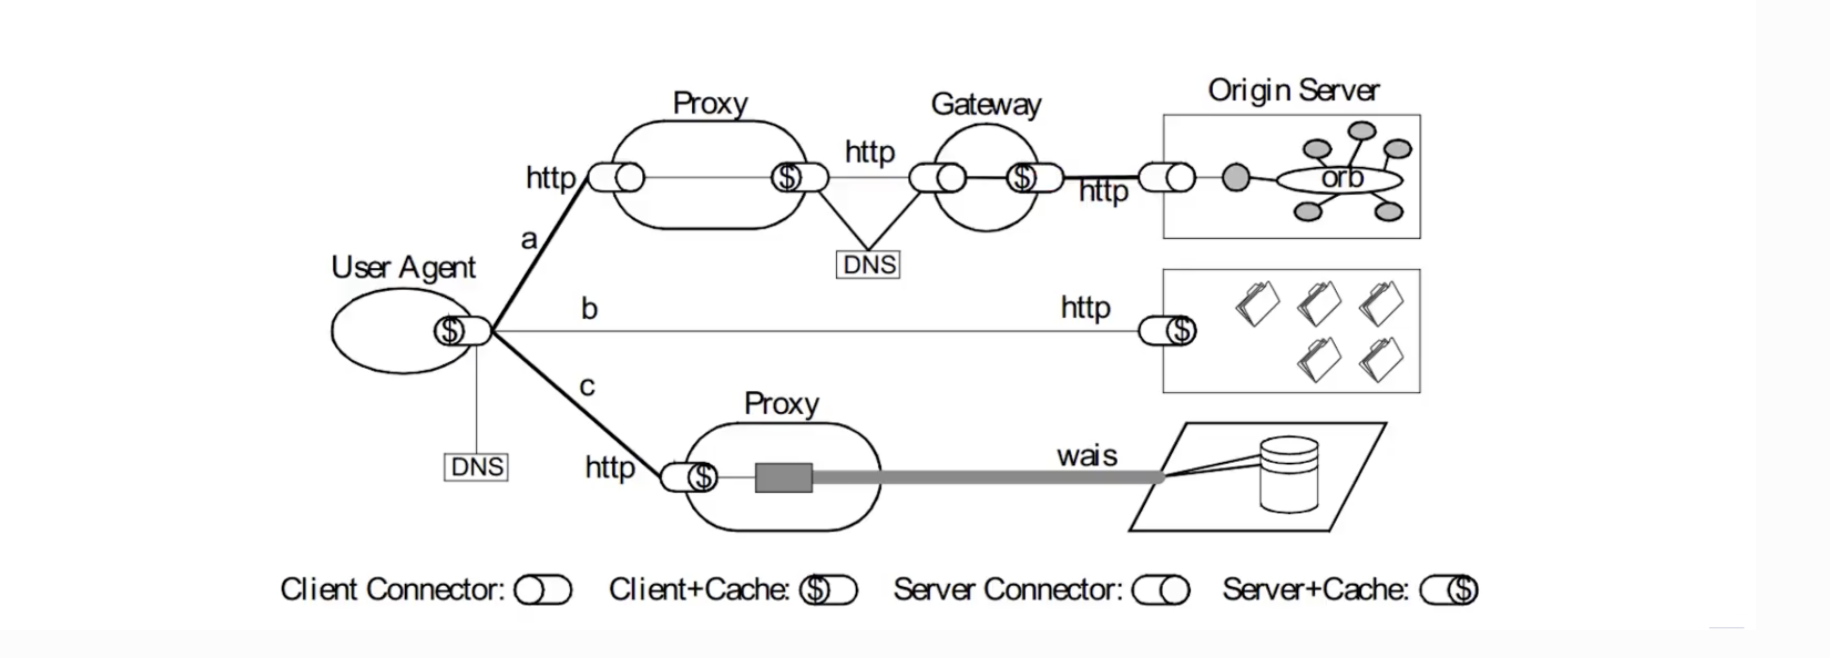 Origin Server
Proxy
Gateway
http
http
http
orb
a
DNS
User Agent
$
$
$
b
http
$
c
Proxy
http
DNS
$
wais
Client Connector:
Client+Cache: $
Server Connector:
Server+Cache: $